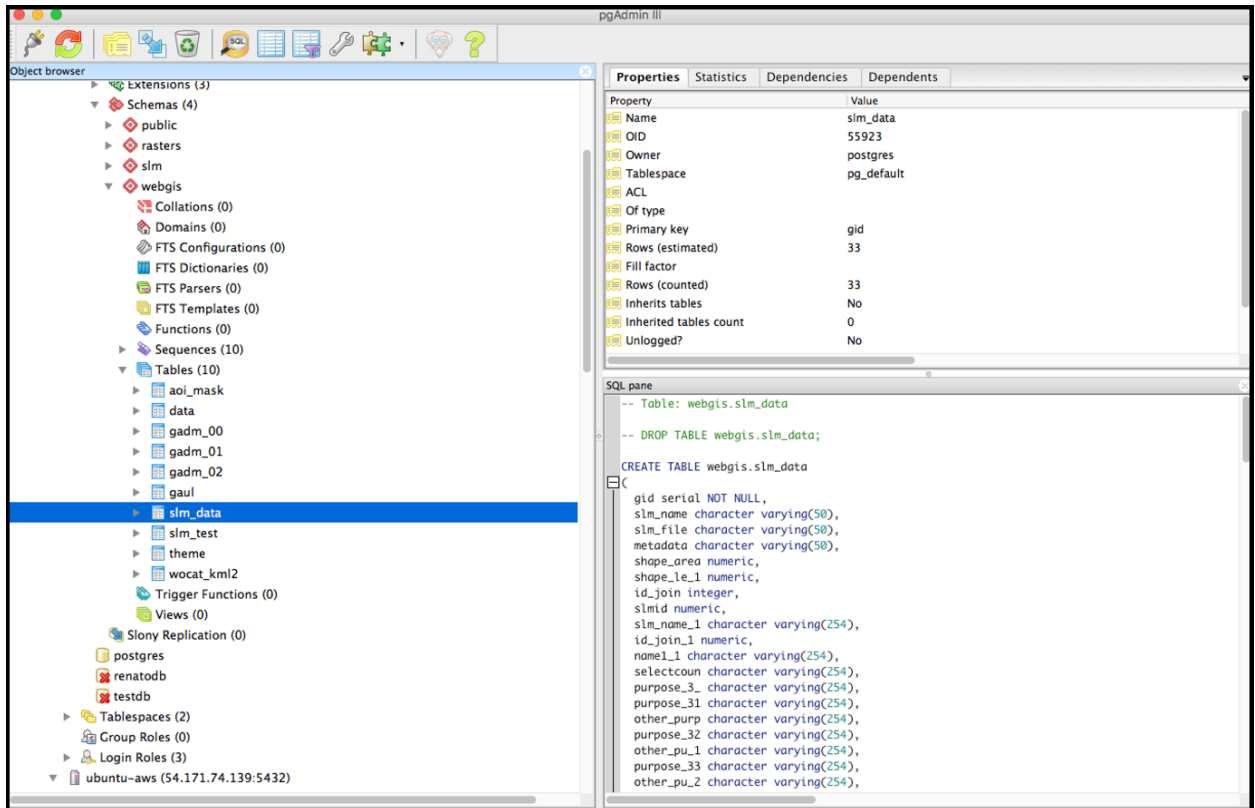 pgAdmin III
SQL
Object browser
Extensions (3)
Schemas (4)
public
rasters
slm
webgis
Collations (0)
Domains (0)
FTS Configurations (0)
FTS Dictionaries (0)
FTS Parsers (0)
FTS Templates (0)
Functions (0)
Sequences (10)
Tables (10)
aoi_mask
data
gadm_00
gadm_01
gadm_02
gaul
slm_data
slm_test
theme
wocat_kml2
Trigger Functions (0)
Views (0)
Slony Replication (0)
postgres
renatodb
testdb
Tablespaces (2)
Group Roles (0)
Login Roles (3)
ubuntu-aws (54.171.74.139:5432)
Properties Statistics Dependencies Dependents
Property Value
Name slm_data
OID 55923
Owner postgres
Tablespace pg_default
ACL
Of type
Primary key gid
Rows (estimated) 33
Fill factor
Rows (counted) 33
Inherits tables No
Inherited tables count 0
Unlogged? No
SQL pane
-- Table: webgis.slm_data
-- DROP TABLE webgis.slm_data;
CREATE TABLE webgis.slm_data
(
gid serial NOT NULL,
slm_name character varying(50),
slm_file character varying(50),
metadata character varying(50),
shape_area numeric,
shape_le_1 numeric,
id_join integer,
slmid numeric,
slm_name_1 character varying(254),
id_join_1 numeric,
name1_1 character varying(254),
selectcoun character varying(254),
purpose_3_ character varying(254),
purpose_31 character varying(254),
other_purp character varying(254),
purpose_32 character varying(254),
other_pu_1 character varying(254),
purpose_33 character varying(254),
other_pu_2 character varying(254),